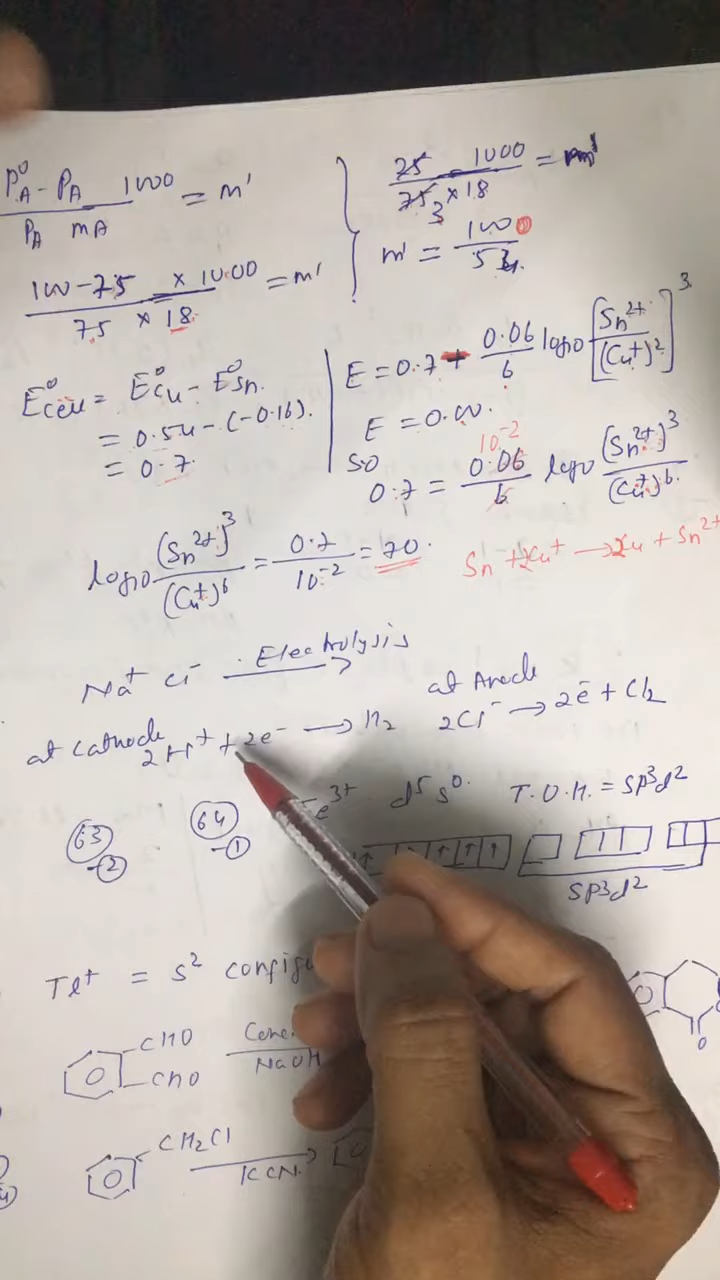 P°A - PA 1000 / PA mA = m'
100-75 × 1000 / 75 × 18 = m'
25 1000 / 75 3 × 18 = m'
m' = 1000 / 54
E°cell = E°Cu - E°Sn.
= 0.54 - (-0.16).
= 0.7
E = 0.7 - 0.06/6 log10 [Sn²⁺/(Cu⁺)²]³
E = 0.00.
SO 10⁻²
0.7 = 0.06/6 log10 (Sn²⁺)³/(Cu⁺)⁶
log10 (Sn²⁺)³/(Cu⁺)⁶ = 0.7/10⁻² = 70.
Sn + 2Cu⁺ → 2Cu + Sn²⁺
Na⁺ Cl⁻ Electrolysis →
at Cathode 2H⁺ + 2e⁻ → H2
at Anode 2Cl⁻ → 2e⁻ + Cl2
63 -2
64 -1
e³⁺ d⁵ s⁰. T.O.H. = SP³d²
↑ ↑ ↑ ↑
SP³d²
Tl⁺ = S²
CHO
CHO
Conc.
NaOH
O
CH2Cl
KCN